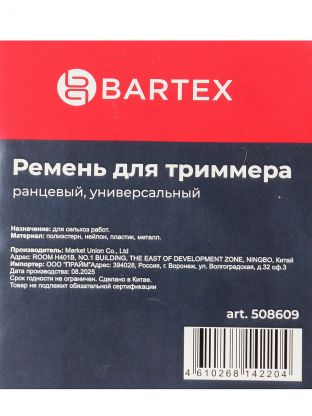 BARTEX
Ремень для триммера
ранцевый, универсальный
Назначение: для сельхоз работ.
Материал: полиэстерн, нейлон, пластик, металл.
Производитель: Market Union Co., Ltd
Адрес: ROOM H401B, NO.1 BUILDING, THE EAST OF DEVELOPMENT ZONE, NINGBO, Китай
Импортер: ООО "ПРАЙМ"Адрес: 394028, Россия, г. Воронеж, ул. Волгоградская, д.32 оф.3
Дата производства: 08.2025
Срок годности не ограничен. Сделано в Китае.
Товар не подлежит обязательной сертификации
art. 508609
4 610268 142204